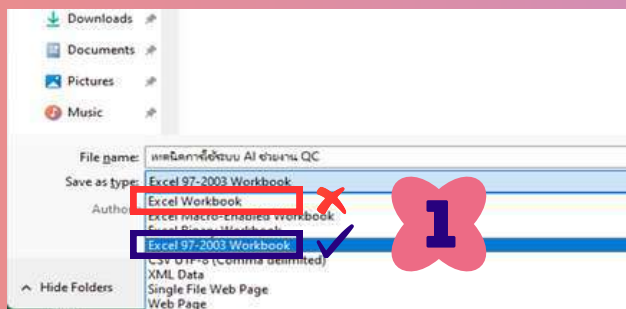 Downloads
Documents
Pictures
Music
File name: เทคนิคการใช้ระบบ AI ช่วยงาน QC
Save as type: Excel 97-2003 Workbook
Excel Workbook
Author
Excel Macro-Enabled Workbook
Excel Binary Workbook
Excel 97-2003 Workbook
CSV UTF-8 (Comma delimited)
XML Data
Hide Folders
Single File Web Page
Web Page
1